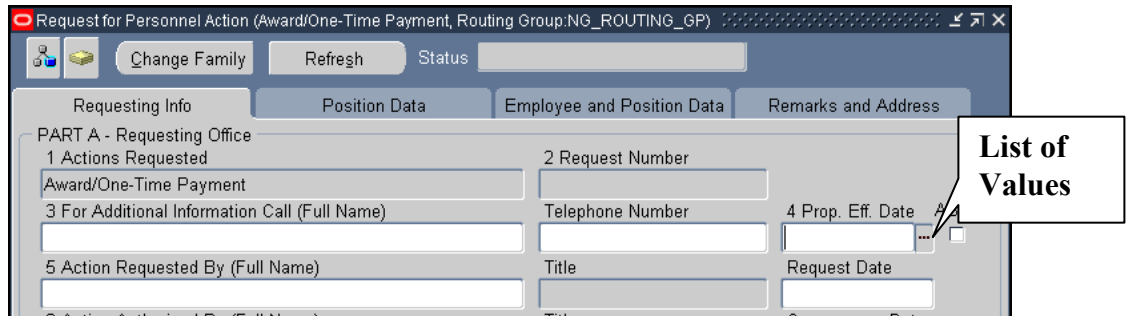 Request for Personnel Action (Award/One-Time Payment, Routing Group:NG_ROUTING_GP)
Change Family Refresh Status
Requesting Info Position Data Employee and Position Data Remarks and Address
PART A - Requesting Office
1 Actions Requested 2 Request Number
Award/One-Time Payment
3 For Additional Information Call (Full Name) Telephone Number 4 Prop. Eff. Date
5 Action Requested By (Full Name) Title Request Date
List of
Values